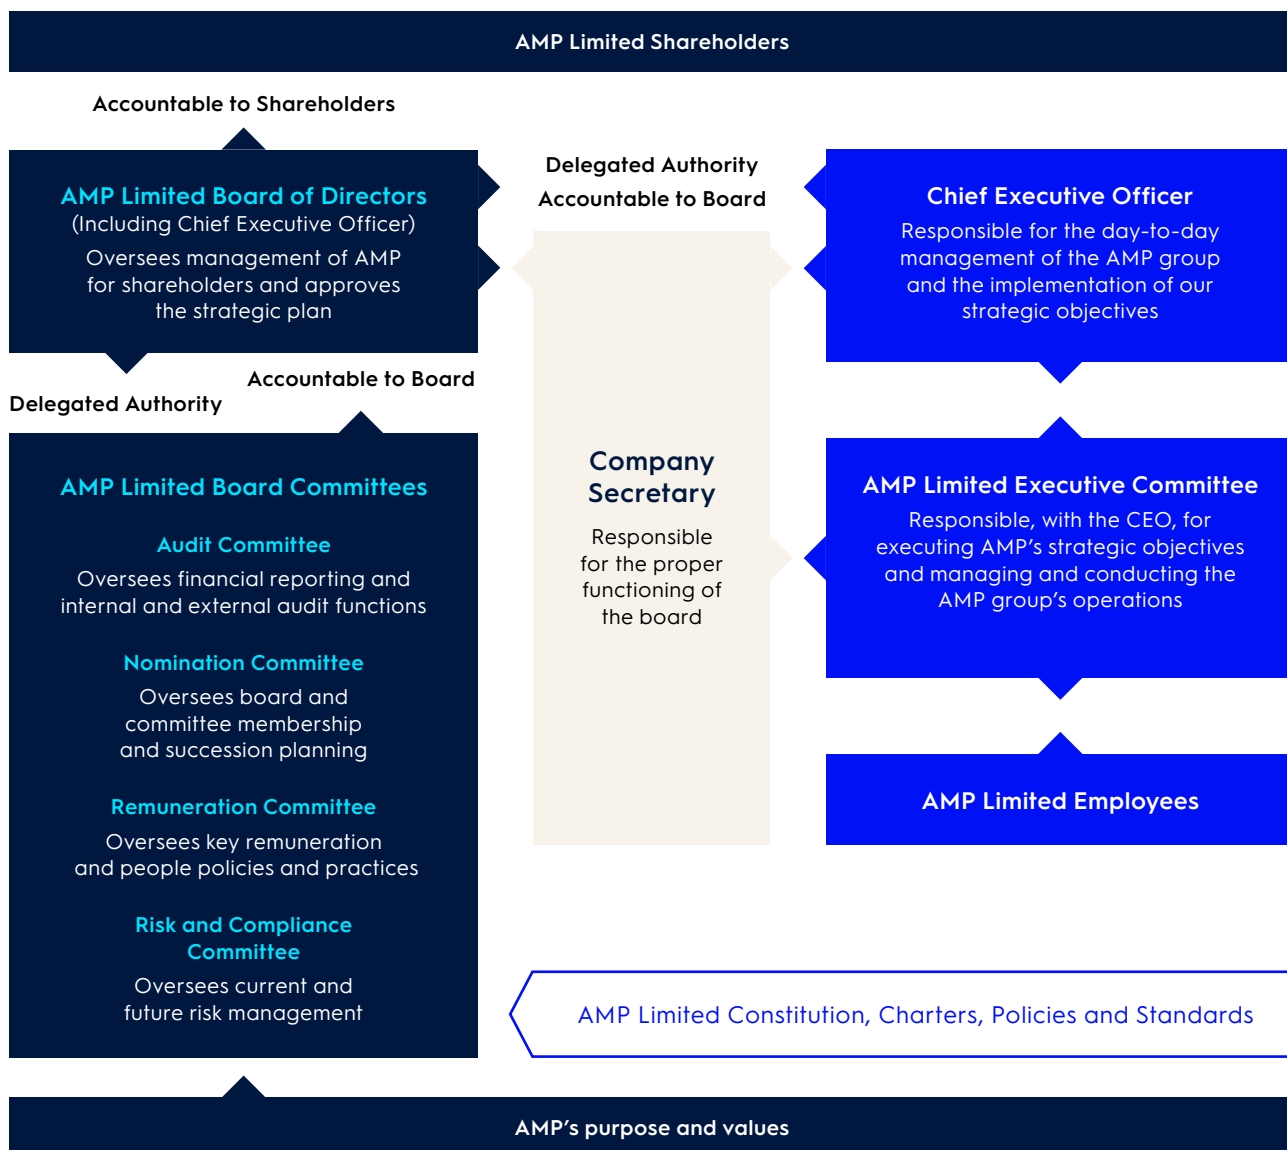 AMP Limited Shareholders
Accountable to Shareholders
AMP Limited Board of Directors
(Including Chief Executive Officer)
Oversees management of AMP
for shareholders and approves
the strategic plan
Delegated Authority
Accountable to Board
Chief Executive Officer
Responsible for the day-to-day
management of the AMP group
and the implementation of our
strategic objectives
Accountable to Board
Delegated Authority
AMP Limited Board Committees
Audit Committee
Oversees financial reporting and
internal and external audit functions
Nomination Committee
Oversees board and
committee membership
and succession planning
Remuneration Committee
Oversees key remuneration
and people policies and practices
Risk and Compliance
Committee
Oversees current and
future risk management
Company
Secretary
Responsible
for the proper
functioning of
the board
AMP Limited Executive Committee
Responsible, with the CEO, for
executing AMP’s strategic objectives
and managing and conducting the
AMP group’s operations
AMP Limited Employees
AMP Limited Constitution, Charters, Policies and Standards
AMP’s purpose and values